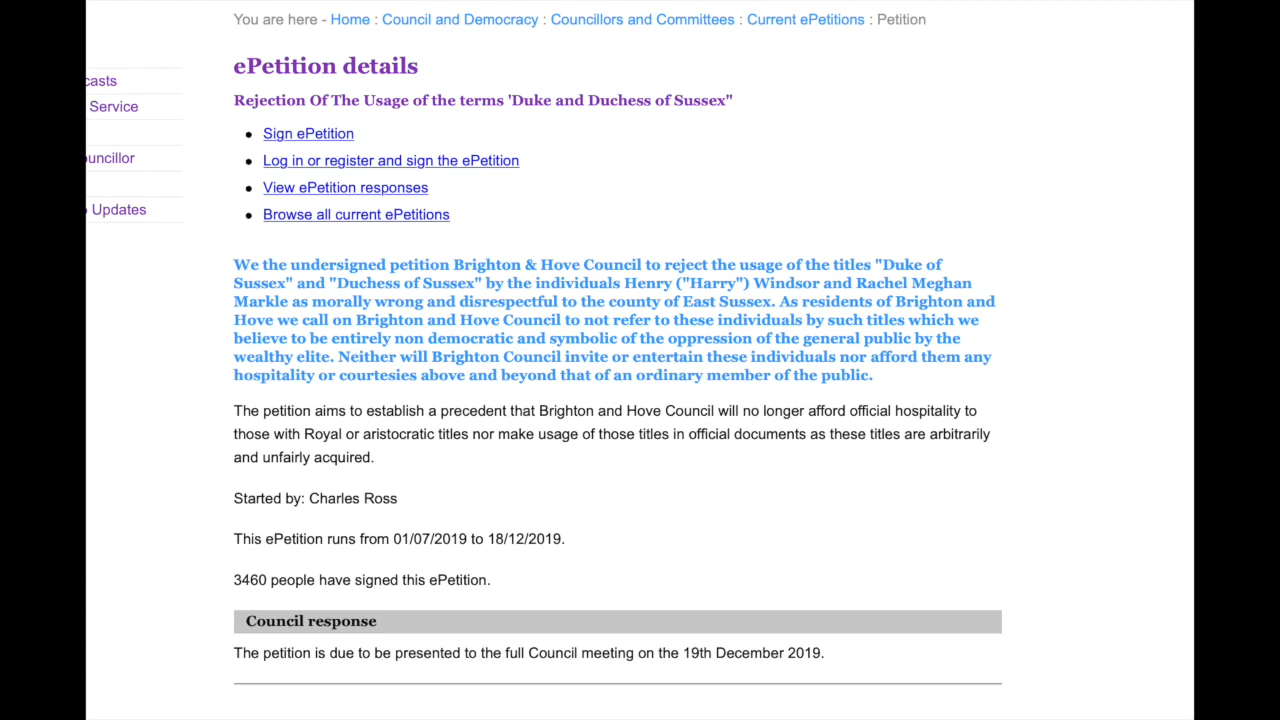 You are here - Home : Council and Democracy : Councillors and Committees : Current ePetitions : Petition
casts
Service
Updates
ePetition details
Rejection Of The Usage of the terms 'Duke and Duchess of Sussex"
Sign ePetition
Log in or register and sign the ePetition
View ePetition responses
Browse all current ePetitions
We the undersigned petition Brighton & Hove Council to reject the usage of the titles "Duke of
Sussex" and "Duchess of Sussex" by the individuals Henry ("Harry") Windsor and Rachel Meghan
Markle as morally wrong and disrespectful to the county of East Sussex. As residents of Brighton and
Hove we call on Brighton and Hove Council to not refer to these individuals by such titles which we
believe to be entirely non democratic and symbolic of the oppression of the general public by the
wealthy elite. Neither will Brighton Council invite or entertain these individuals nor afford them any
hospitality or courtesies above and beyond that of an ordinary member of the public.
The petition aims to establish a precedent that Brighton and Hove Council will no longer afford official hospitality to
those with Royal or aristocratic titles nor make usage of those titles in official documents as these titles are arbitrarily
and unfairly acquired.
Started by: Charles Ross
This ePetition runs from 01/07/2019 to 18/12/2019.
3460 people have signed this ePetition.
Council response
The petition is due to be presented to the full Council meeting on the 19th December 2019.